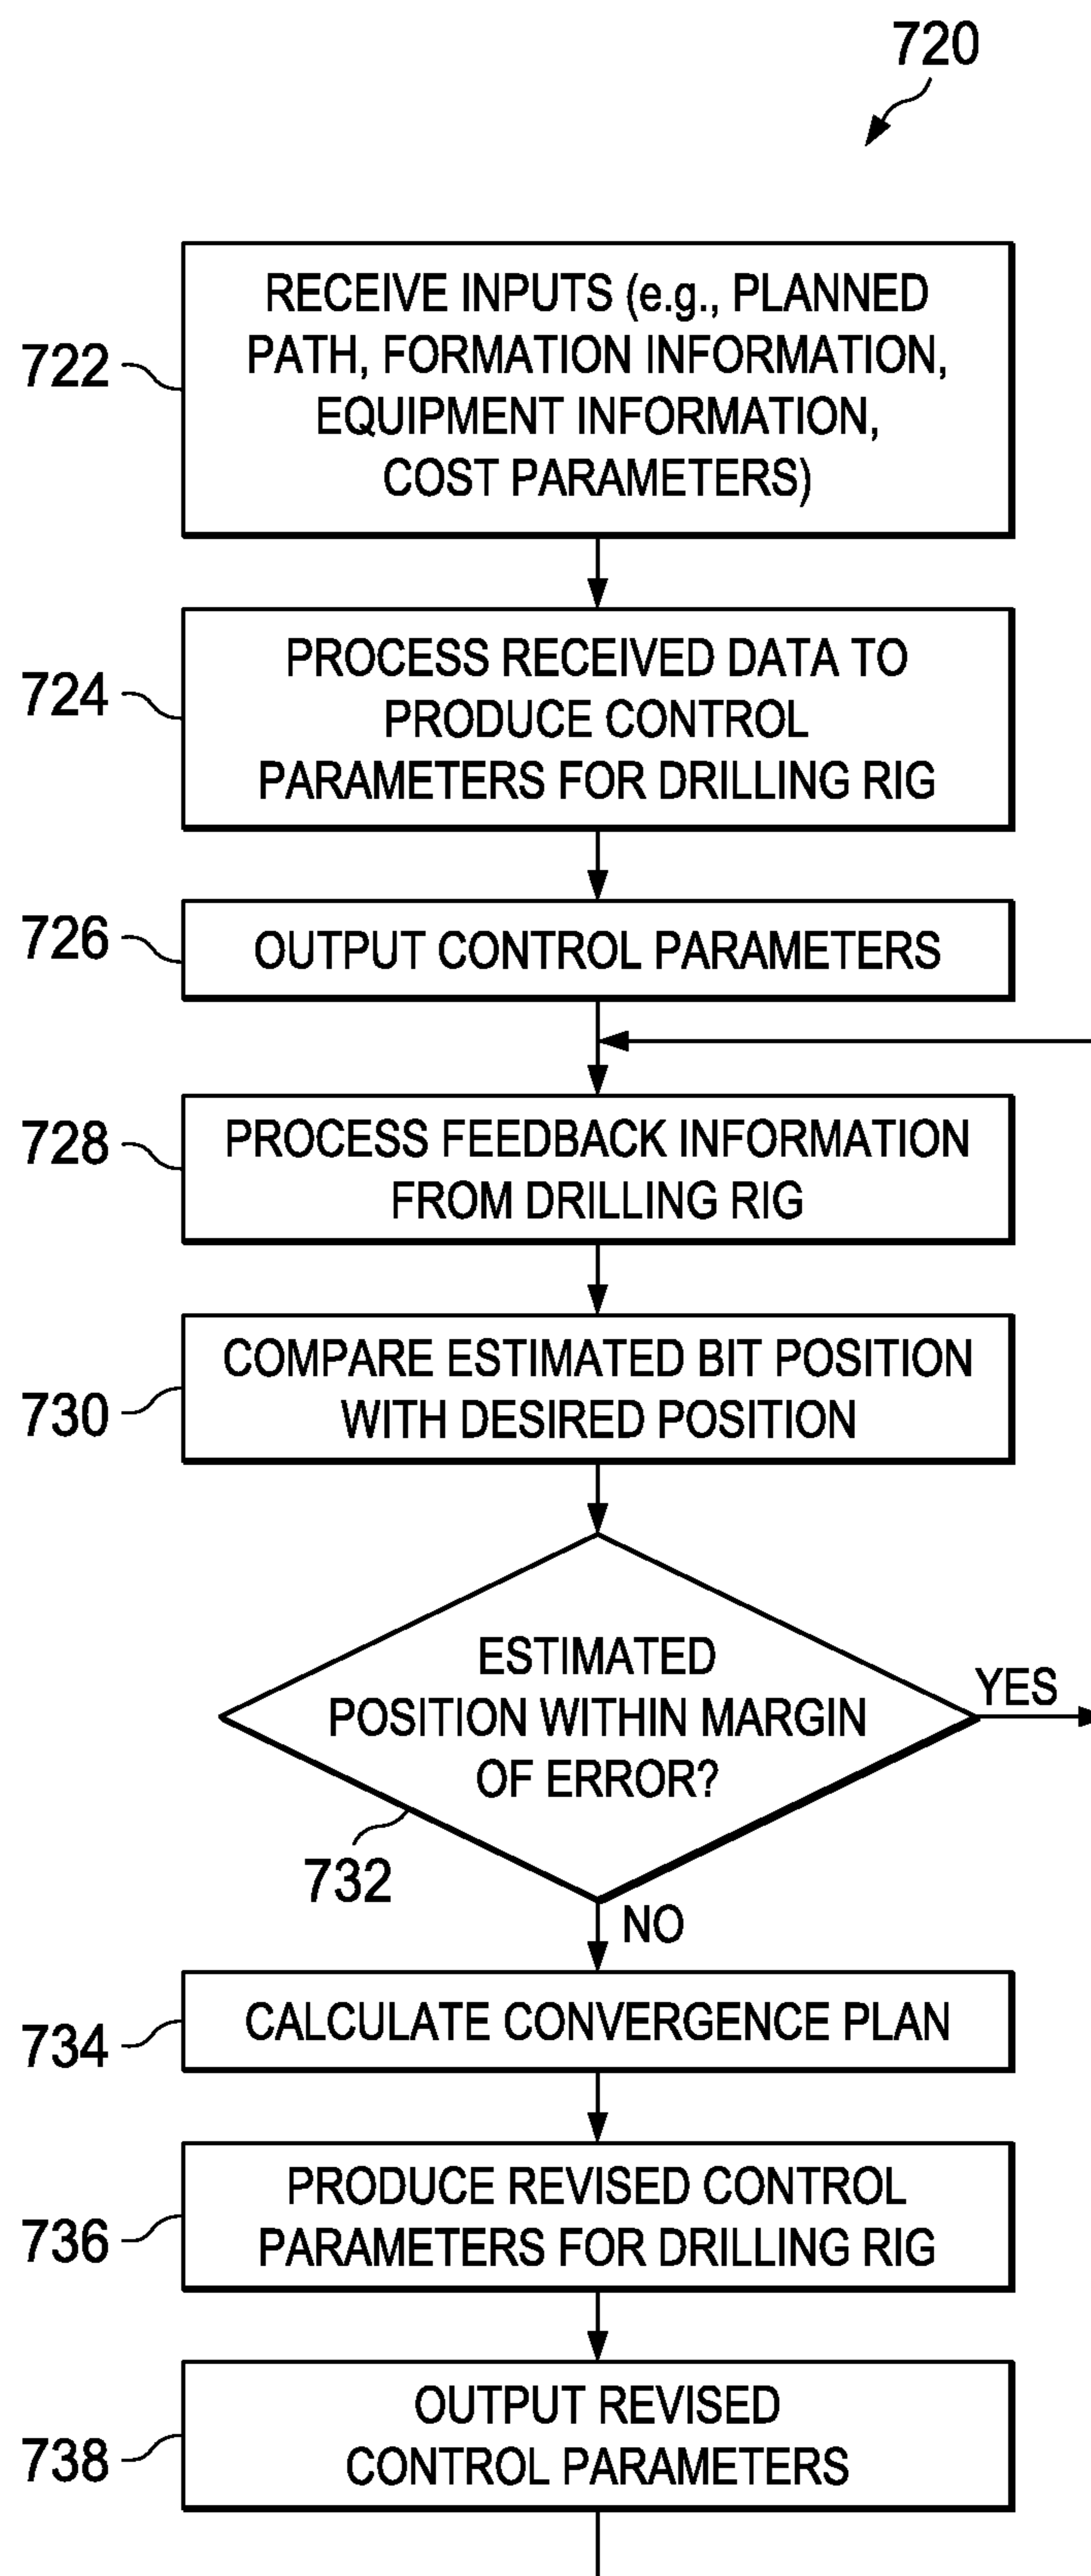 720
722
RECEIVE INPUTS (e.g., PLANNED
PATH, FORMATION INFORMATION,
EQUIPMENT INFORMATION,
COST PARAMETERS)
724
PROCESS RECEIVED DATA TO
PRODUCE CONTROL
PARAMETERS FOR DRILLING RIG
726
OUTPUT CONTROL PARAMETERS
728
PROCESS FEEDBACK INFORMATION
FROM DRILLING RIG
730
COMPARE ESTIMATED BIT POSITION
WITH DESIRED POSITION
ESTIMATED
POSITION WITHIN MARGIN
OF ERROR?
YES
732
NO
734
CALCULATE CONVERGENCE PLAN
736
PRODUCE REVISED CONTROL
PARAMETERS FOR DRILLING RIG
738
OUTPUT REVISED
CONTROL PARAMETERS